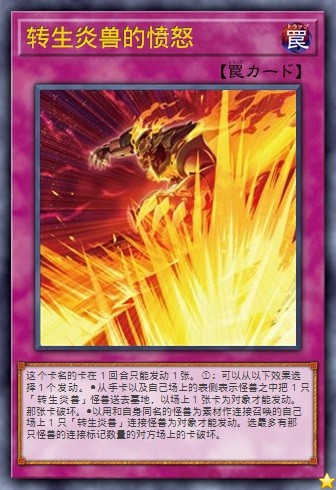 转生炎兽的愤怒
トラップ
罠
【罠カード】
这个卡名的卡在1回合只能发动1张。①:可以从以下效果选
择1个发动。●从手卡以及自己场上的表侧表示怪兽之中把1只
「转生炎兽」怪兽送去墓地,以场上1张卡为对象才能发动。
那张卡破坏。●以用和自身同名的怪兽为素材作连接召唤的自己
场上1只「转生炎兽」连接怪兽为对象才能发动。选最多有那
只怪兽的连接标记数量的对方场上的卡破坏。